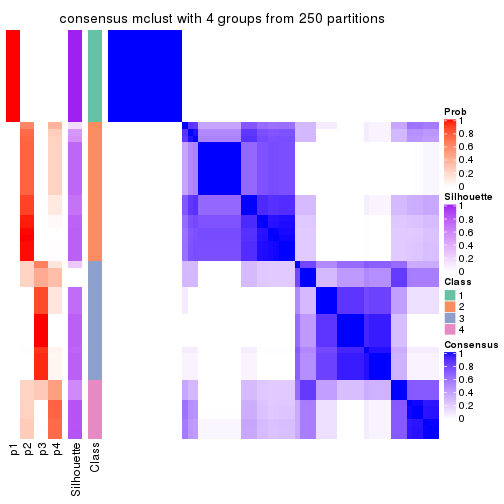 consensus mclust with 4 groups from 250 partitions
Prob
1
0.8
0.6
0.4
0.2
0
Silhouette
1
0.8
0.6
0.4
0.2
0
Class
1
2
3
4
Consensus
1
0.8
0.6
0.4
0.2
0
p1
p2
p3
p4
Silhouette
Class